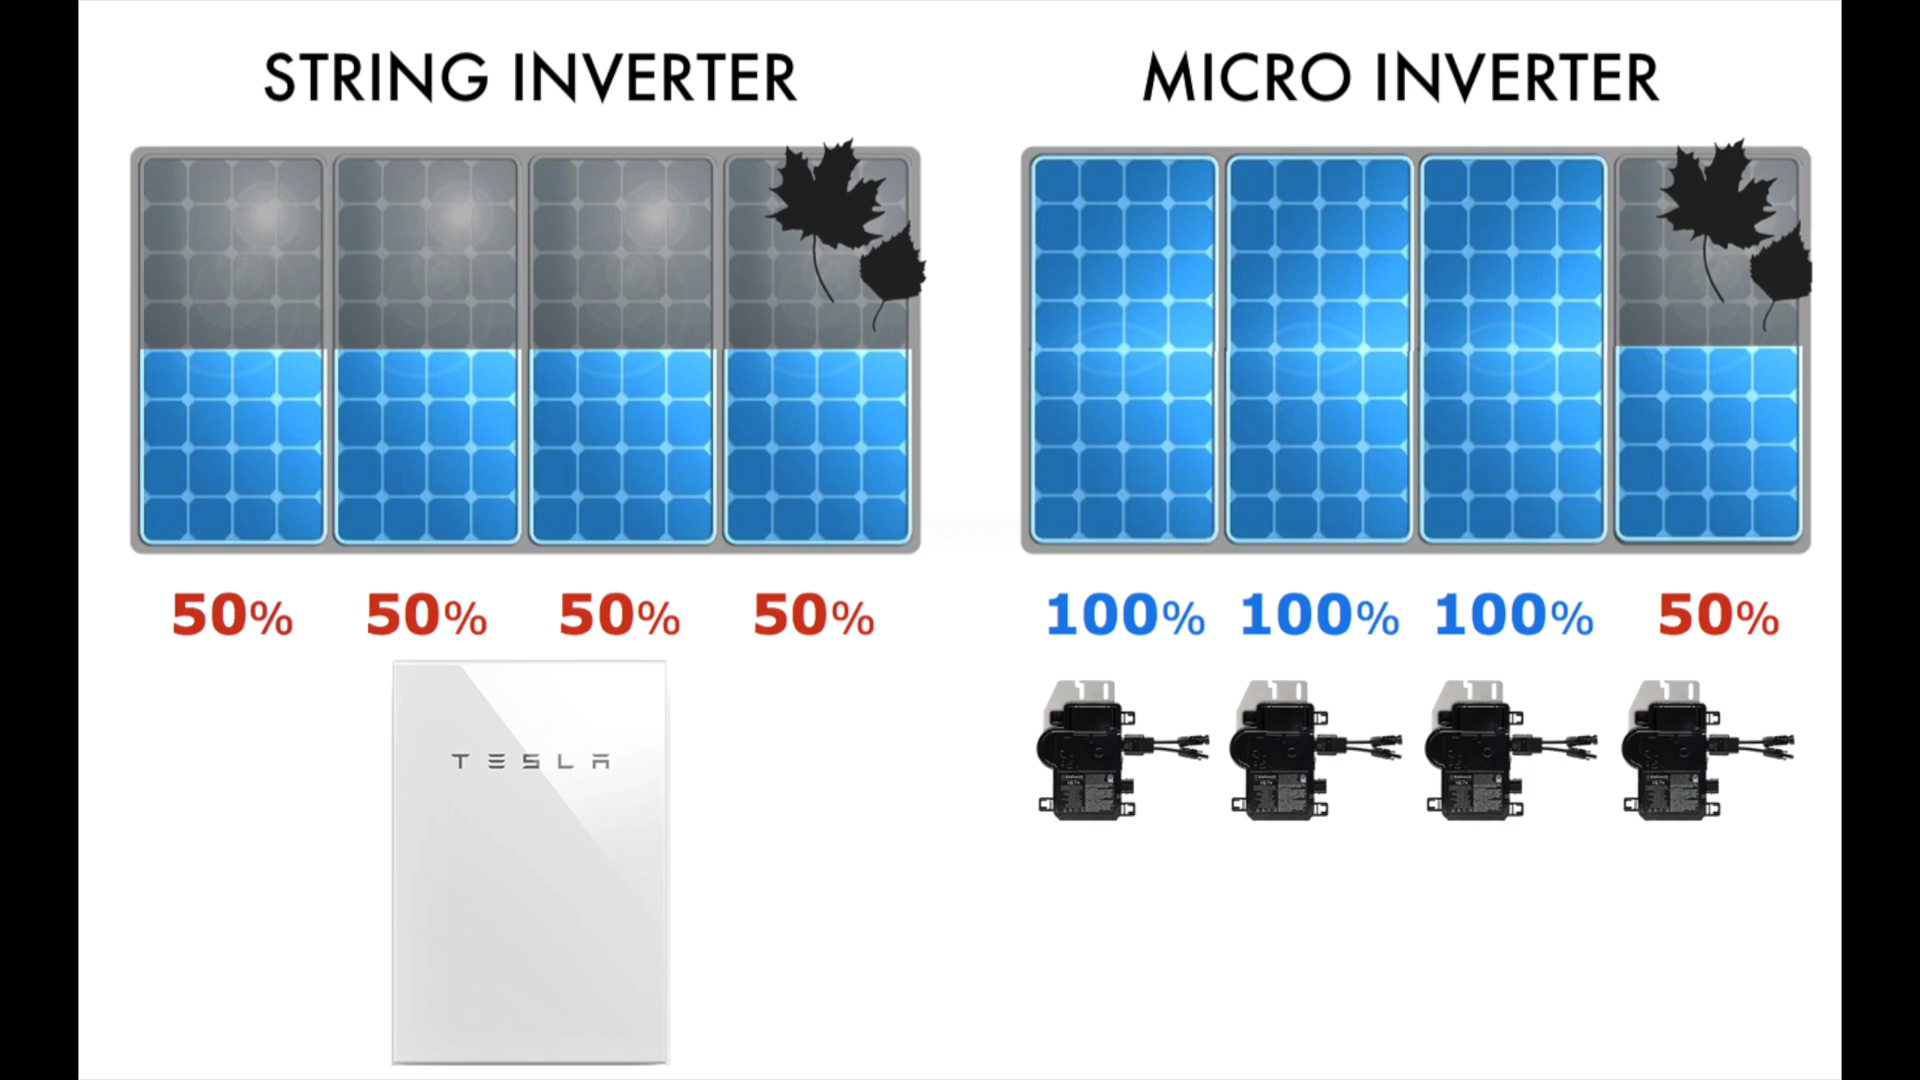 STRING INVERTER
MICRO INVERTER
50% 50% 50% 50%
100% 100% 100% 50%
TESLA